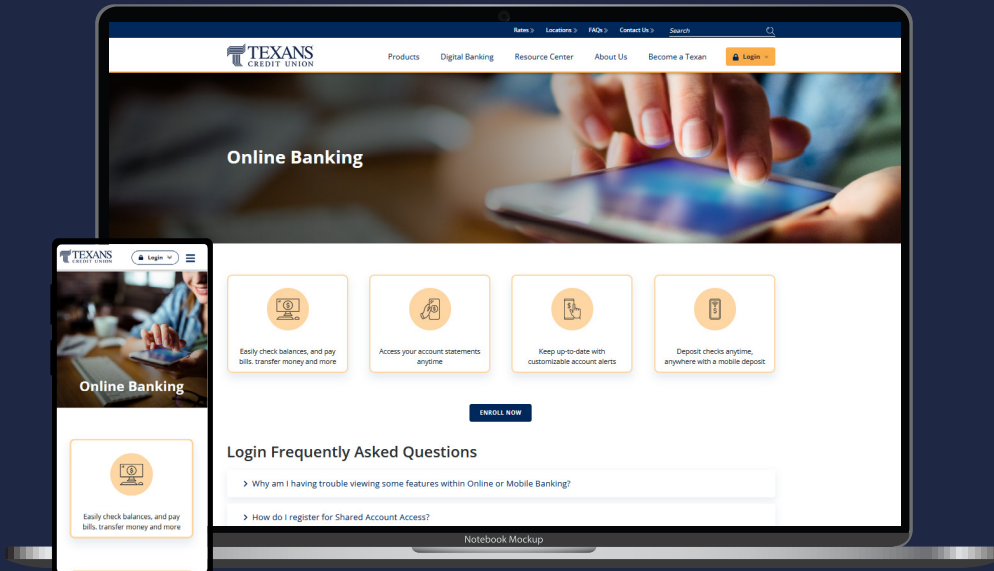 Rates » Locations » FAQs » Contact Us » Search
TEXANS
CREDIT UNION
Products Digital Banking Resource Center About Us Become a Texan Login
Online Banking
Easily check balances, and pay
bills, transfer money and more
Access your account statements
anytime
Keep up-to-date with
customizable account alerts
Deposit checks anytime,
anywhere with a mobile deposit
ENROLL NOW
Login Frequently Asked Questions
Why am I having trouble viewing some features within Online or Mobile Banking?
How do I register for Shared Account Access?
Notebook Mockup
TEXANS
CREDIT UNION
Login
Online Banking
Easily check balances, and pay
bills, transfer money and more